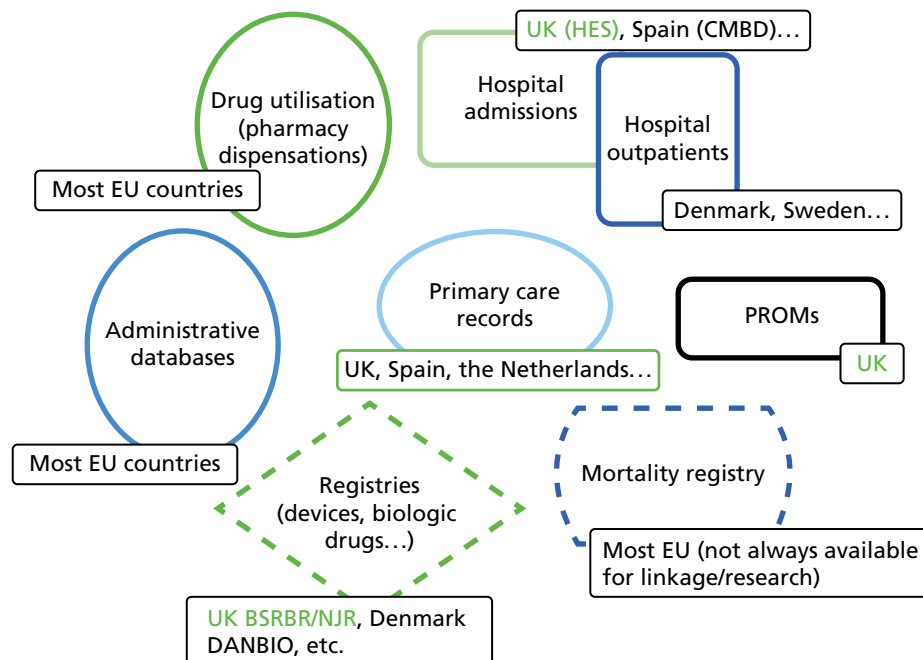 UK (HES), Spain (CMBD)…
Drug utilisation
(pharmacy
dispensations)
Most EU countries
Hospital
admissions
Hospital
outpatients
Denmark, Sweden…
Administrative
databases
Most EU countries
Primary care
records
UK, Spain, the Netherlands…
PROMs
UK
Registries
(devices, biologic
drugs…)
UK BSRBR/NJR, Denmark
DANBIO, etc.
Mortality registry
Most EU (not always available
for linkage/research)